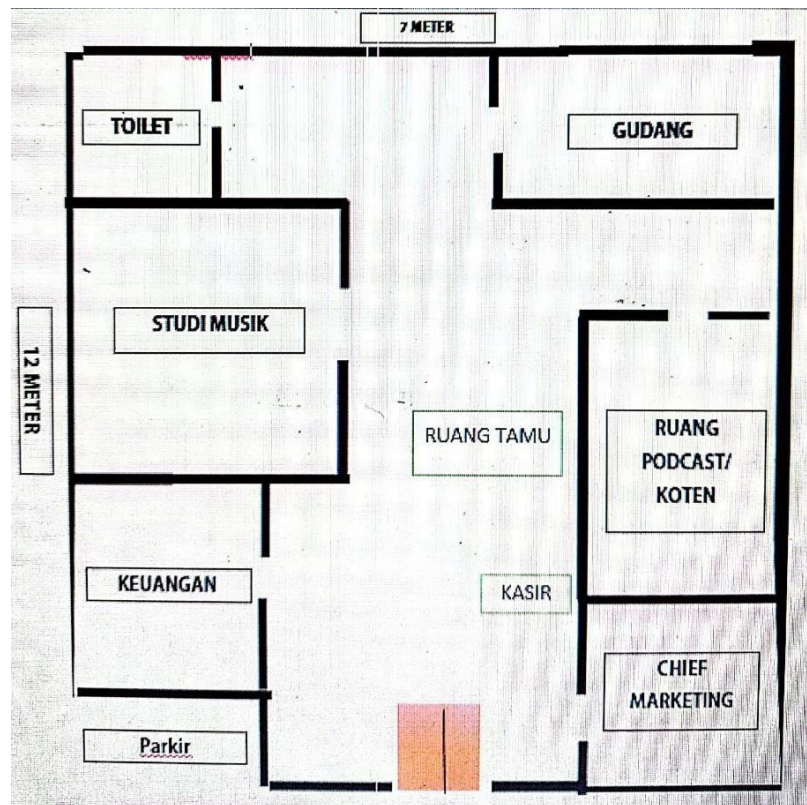 7 METER
TOILET
GUDANG
STUDI MUSIK
12 METER
RUANG TAMU
RUANG
PODCAST/
KOTEN
KEUANGAN
KASIR
CHIEF
MARKETING
Parkir